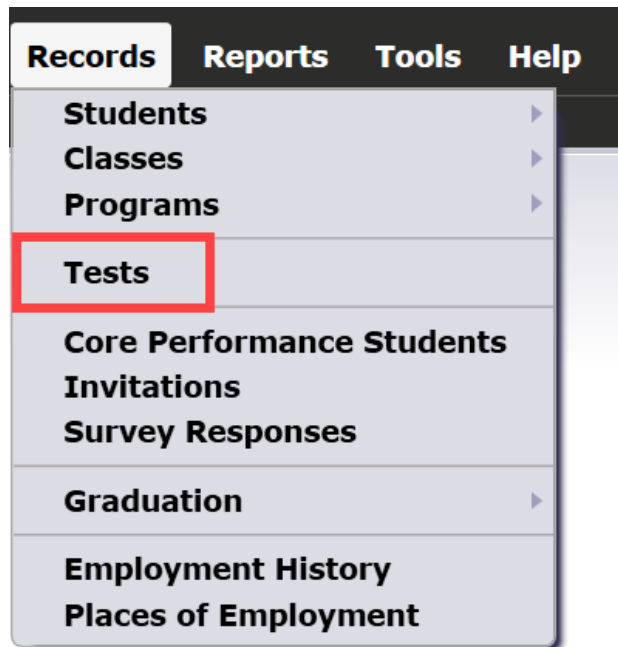 Records Reports Tools Help
Students
Classes
Programs
Tests
Core Performance Students
Invitations
Survey Responses
Graduation
Employment History
Places of Employment